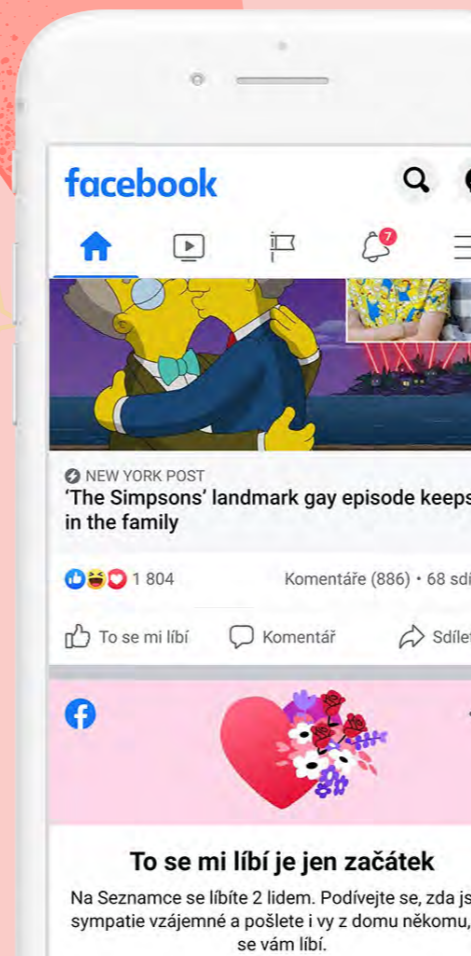 facebook
7
NEW YORK POST
‘The Simpsons’ landmark gay episode keeps
in the family
1 804
Komentáře (886) • 68 sdí
To se mi líbí
Komentář
Sdílet
To se mi líbí je jen začátek
Na Seznamce se líbíte 2 lidem. Podívejte se, zda js
sympatie vzájemné a pošlete i vy z domu někomu,
se vám líbí.